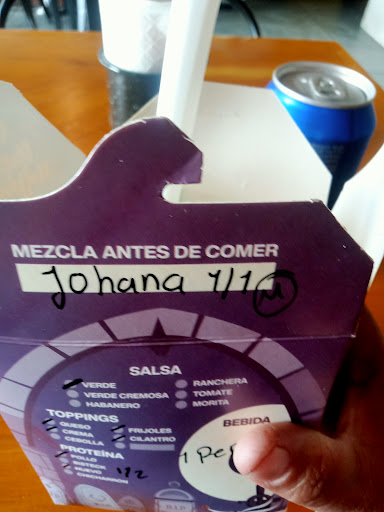 MEZCLA ANTES DE COMER
Johana 1/1 M
SALSA
VERDE
VERDE CREMOSA
HABANERO
RANCHERA
TOMATE
MORITA
TOPPINGS
QUESO
CREMA
CEBOLLA
FRIJOLES
CILANTRO
PROTEÍNA
POLLO
BISTECK
HUEVO
CHICHARRÓN
1/2
BEBIDA
1 Pe
R.I.P